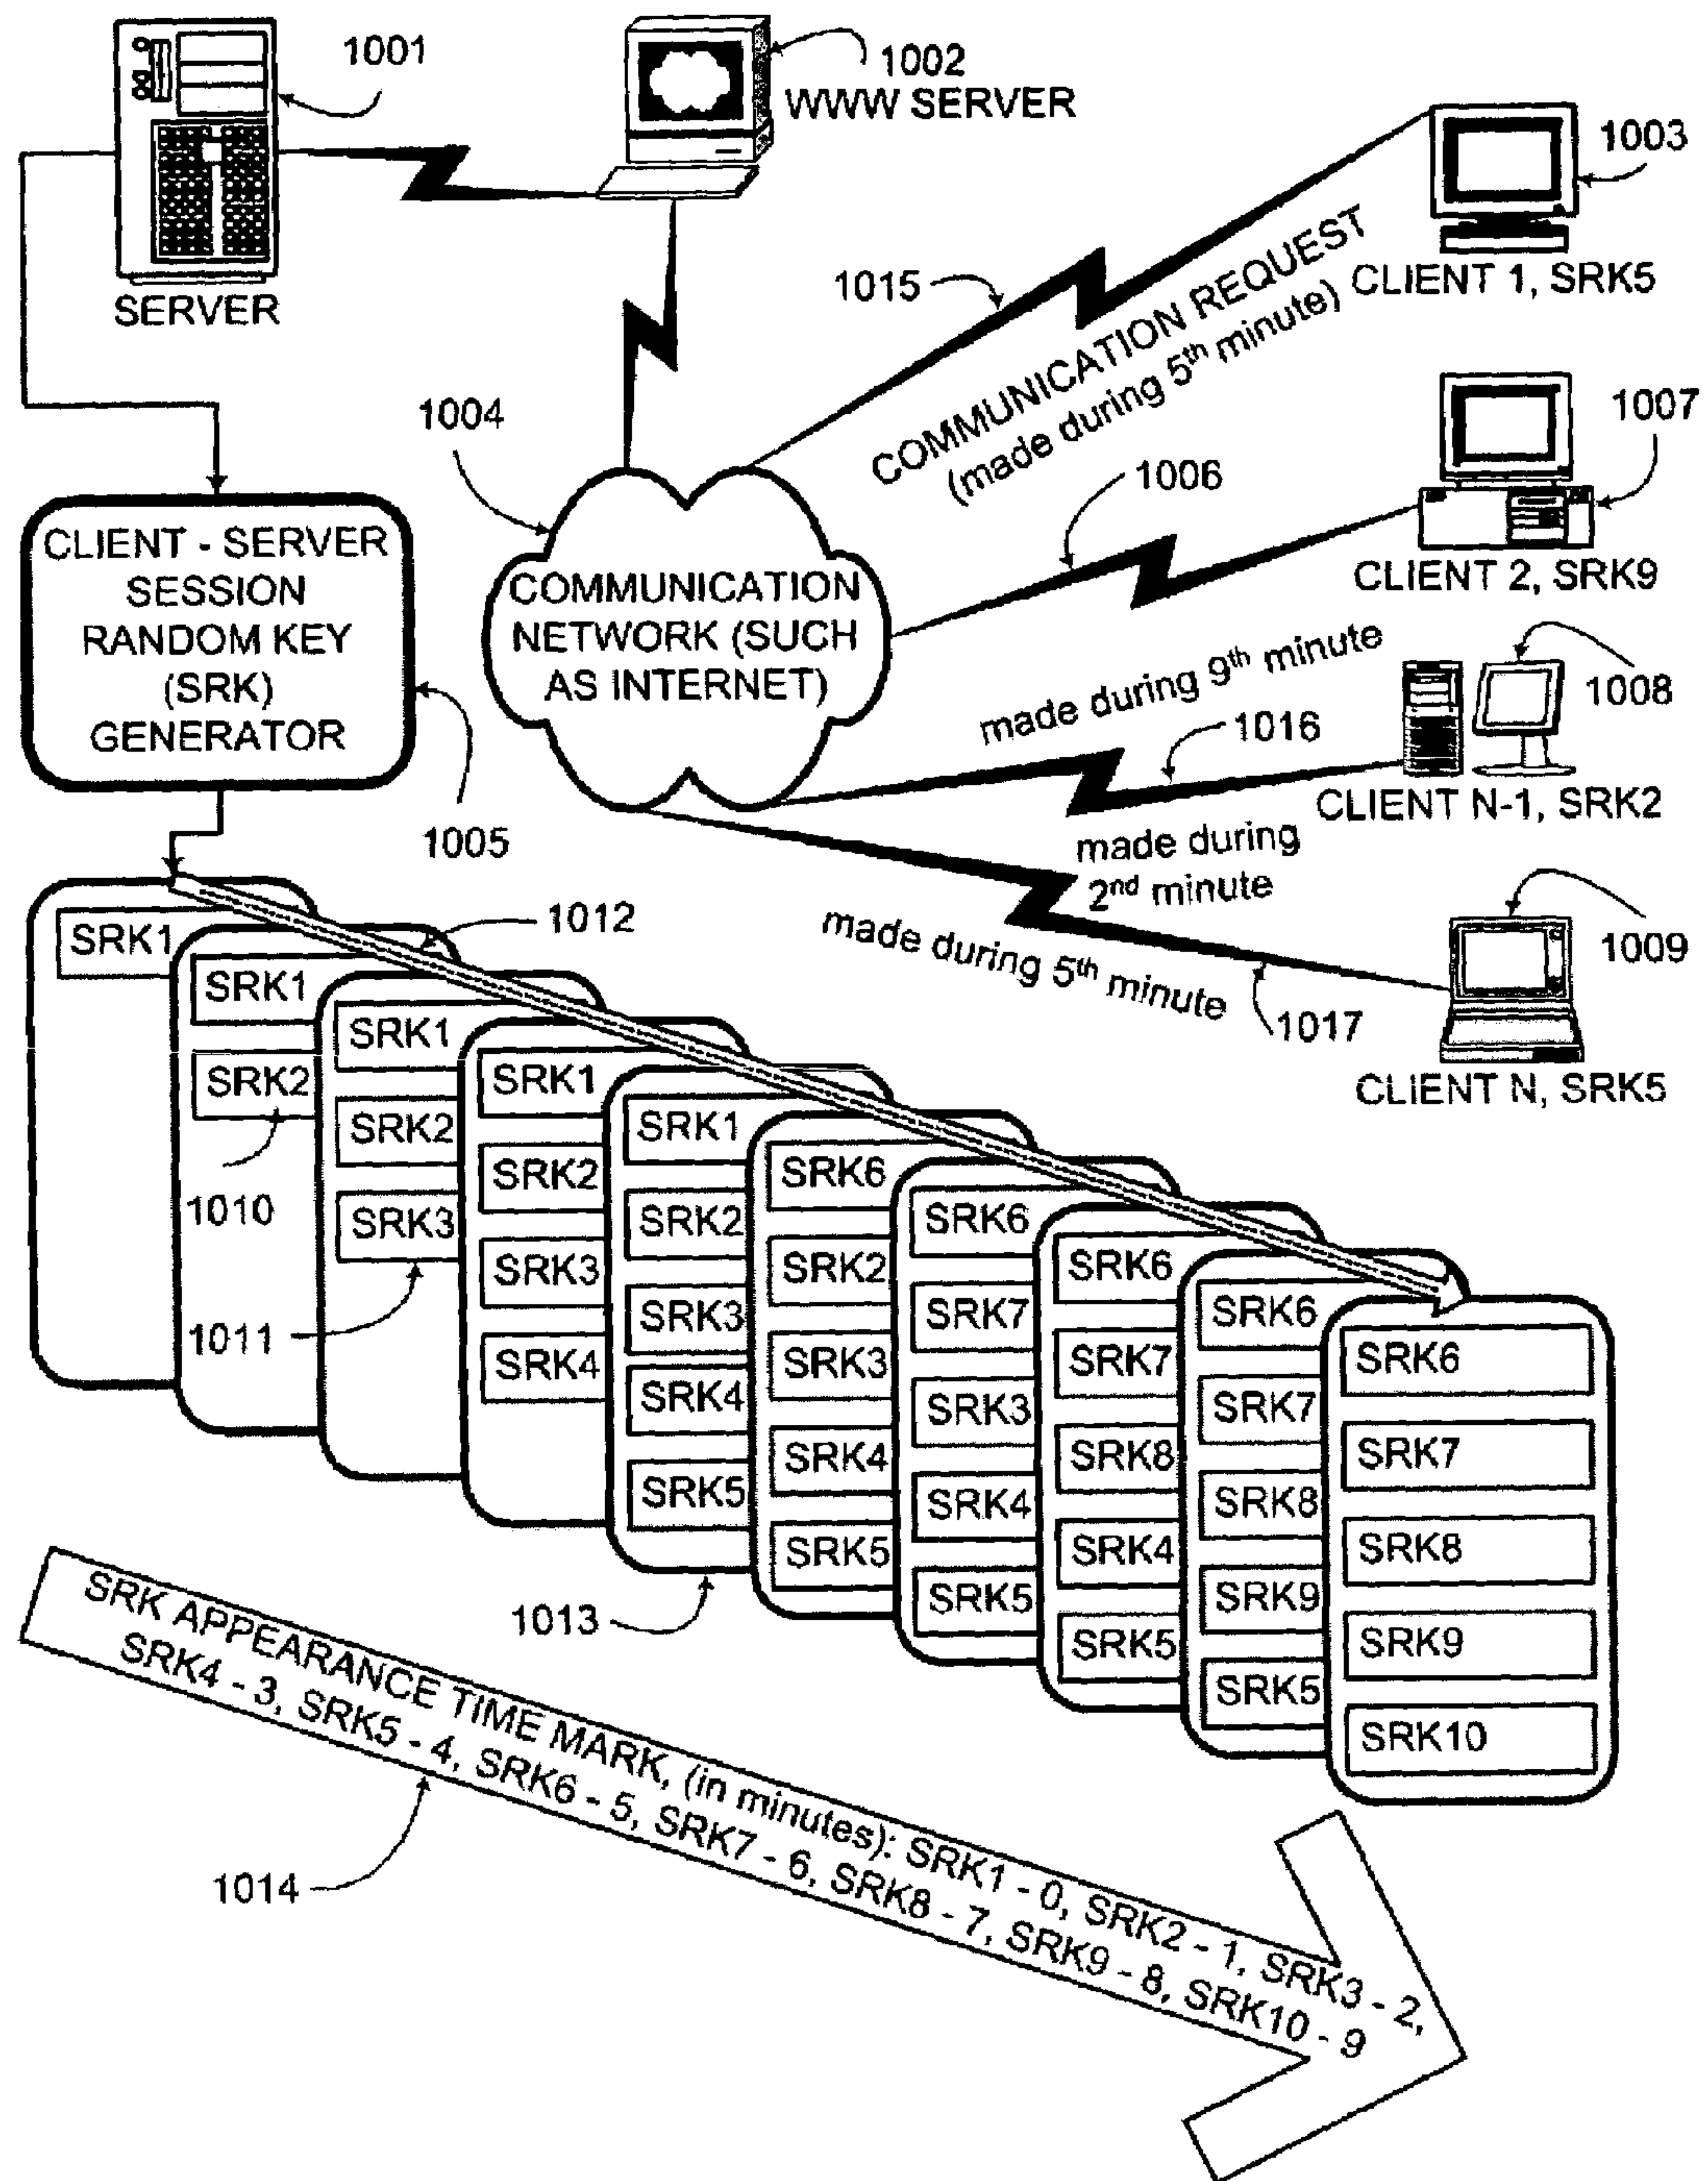 1001
SERVER
1002
WWW SERVER
1003
CLIENT 1, SRK5
1015
COMMUNICATION REQUEST
(made during 5th minute)
1004
COMMUNICATION
NETWORK (SUCH
AS INTERNET)
1006
1007
CLIENT 2, SRK9
made during 9th minute
1016
1008
CLIENT N-1, SRK2
made during
2nd minute
made during 5th minute
1017
1009
CLIENT N, SRK5
CLIENT - SERVER
SESSION
RANDOM KEY
(SRK)
GENERATOR
1005
1012
SRK1
SRK1
SRK2
1010
SRK1
SRK2
SRK3
1011
SRK1
SRK2
SRK3
SRK4
SRK1
SRK2
SRK3
SRK4
SRK5
1013
SRK6
SRK2
SRK3
SRK4
SRK5
SRK6
SRK7
SRK3
SRK4
SRK5
SRK6
SRK7
SRK8
SRK4
SRK5
SRK6
SRK7
SRK8
SRK9
SRK5
SRK6
SRK7
SRK8
SRK9
SRK10
SRK APPEARANCE TIME MARK, (in minutes): SRK1 - 0, SRK2 - 1, SRK3 - 2,
SRK4 - 3, SRK5 - 4, SRK6 - 5, SRK7 - 6, SRK8 - 7, SRK9 - 8, SRK10 - 9
1014